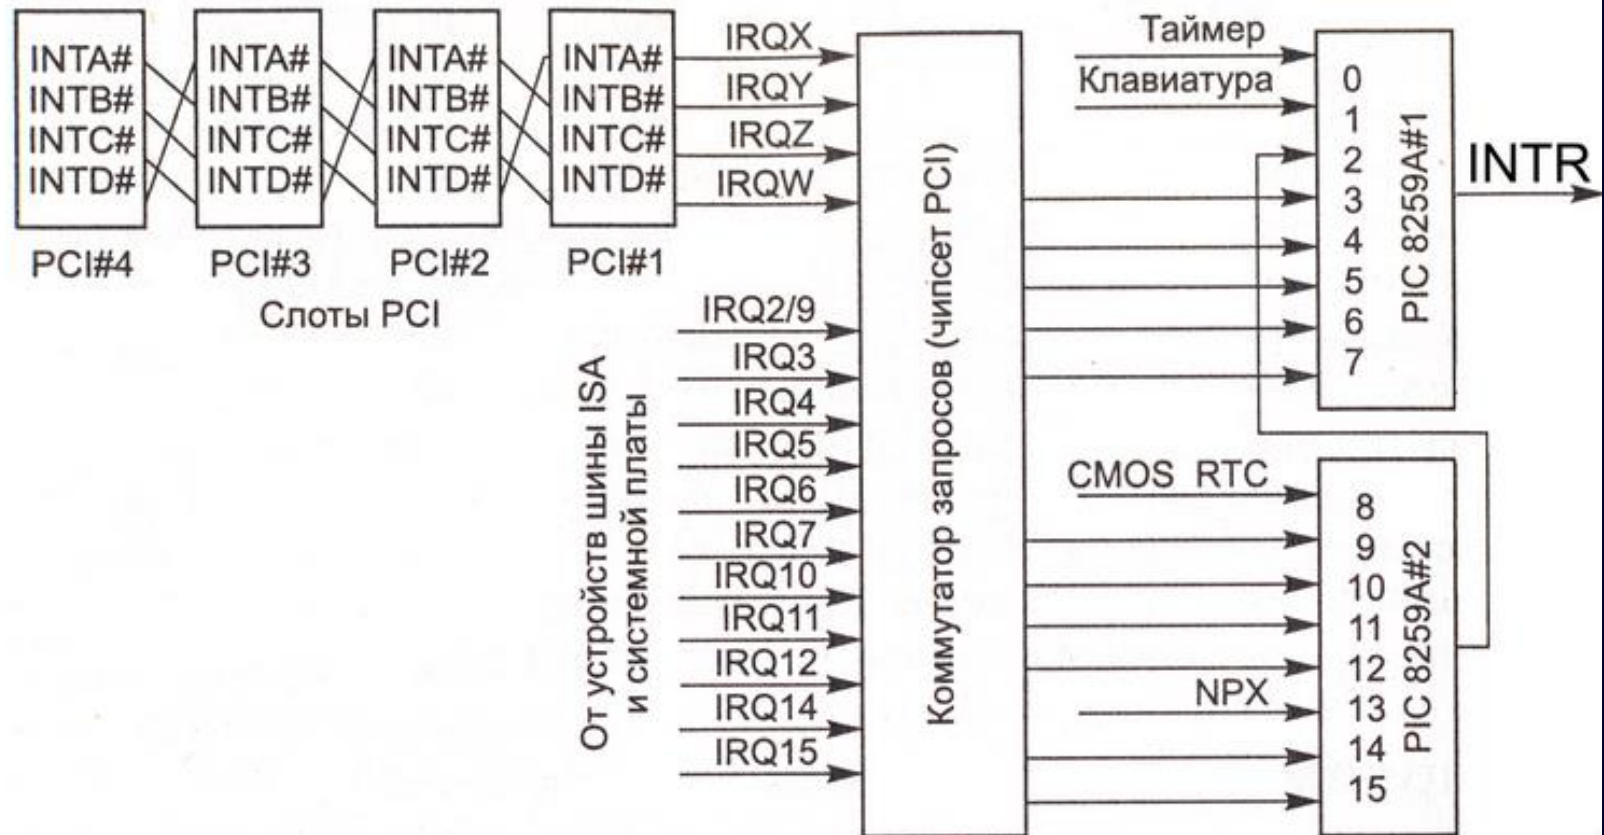 INTA#
INTB#
INTC#
INTD#
PCI#4
INTA#
INTB#
INTC#
INTD#
PCI#3
INTA#
INTB#
INTC#
INTD#
PCI#2
INTA#
INTB#
INTC#
INTD#
PCI#1
Слоты PCI
IRQX
IRQY
IRQZ
IRQW
От устройств шины ISA
и системной платы
IRQ2/9
IRQ3
IRQ4
IRQ5
IRQ6
IRQ7
IRQ10
IRQ11
IRQ12
IRQ14
IRQ15
Коммутатор запросов (чипсет PCI)
Таймер
Клавиатура
0
1
2
3
4
5
6
7
PIC 8259A#1
INTR
CMOS RTC
NPX
8
9
10
11
12
13
14
15
PIC 8259A#2